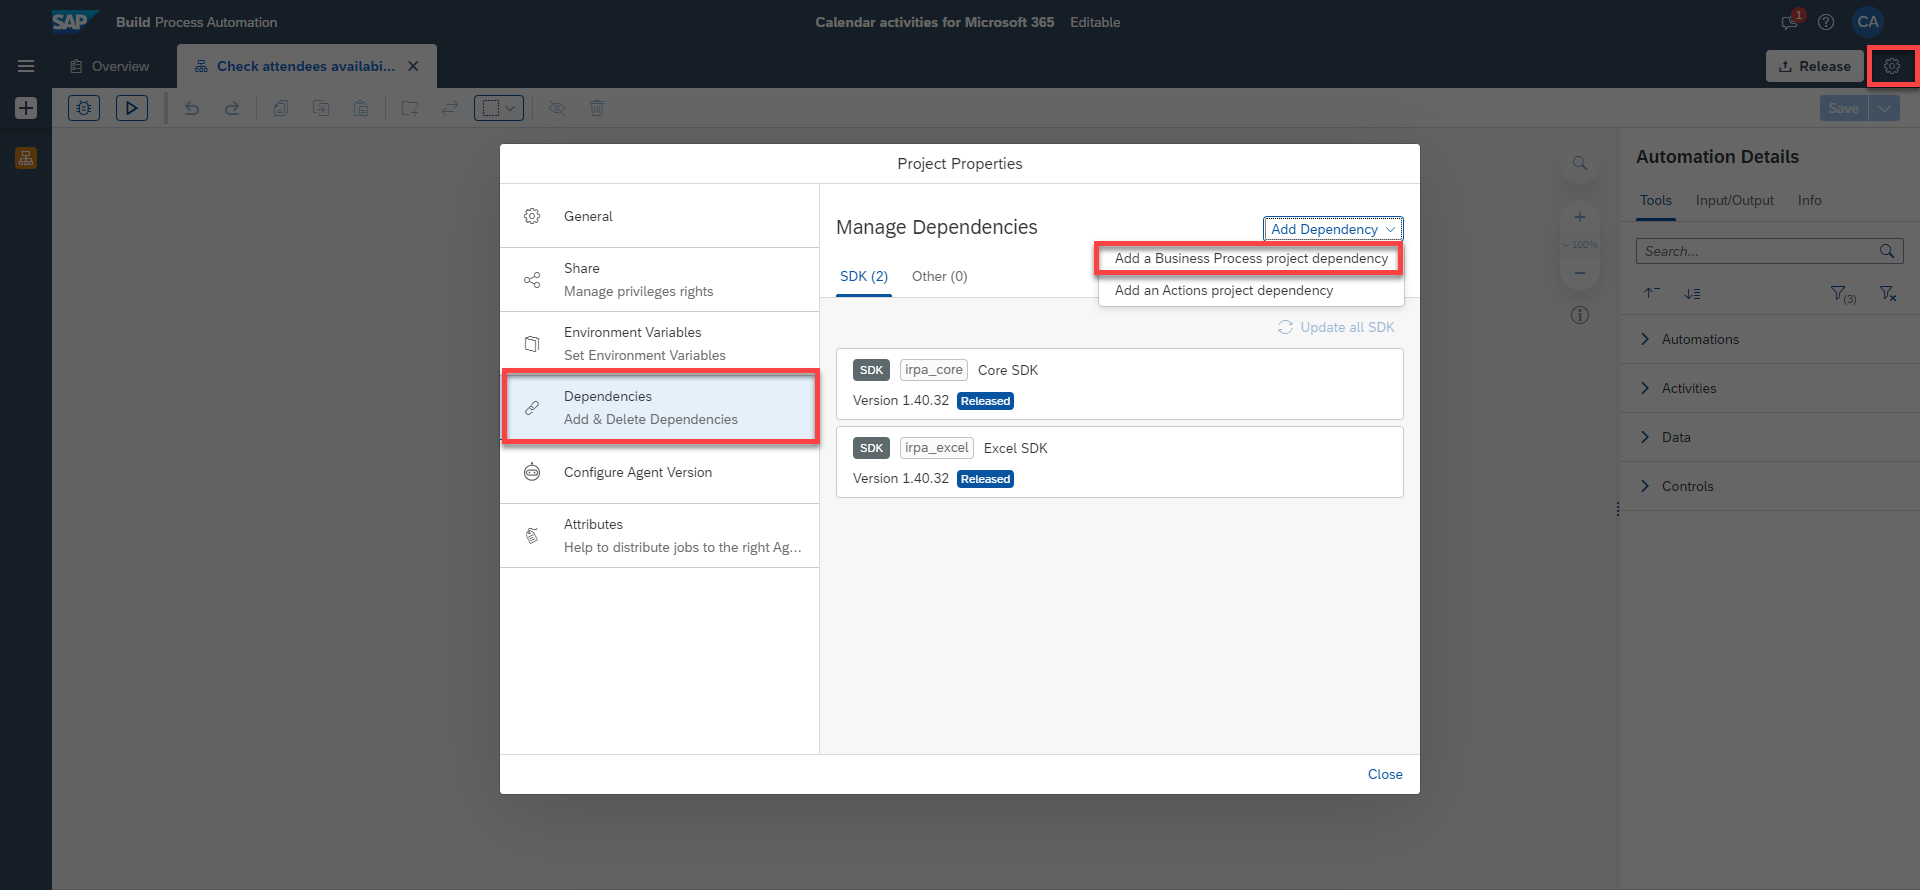 SAP Build Process Automation
Calendar activities for Microsoft 365 Editable
1
CA
Overview
Check attendees availabi...
Release
Save
Project Properties
General
Share
Manage privileges rights
Environment Variables
Set Environment Variables
Dependencies
Add & Delete Dependencies
Configure Agent Version
Attributes
Help to distribute jobs to the right Ag...
Manage Dependencies
Add Dependency
Add a Business Process project dependency
Add an Actions project dependency
SDK (2) Other (0)
Update all SDK
SDK irpa_core Core SDK
Version 1.40.32 Released
SDK irpa_excel Excel SDK
Version 1.40.32 Released
Close
100%
Automation Details
Tools Input/Output Info
Search...
(3)
Automations
Activities
Data
Controls